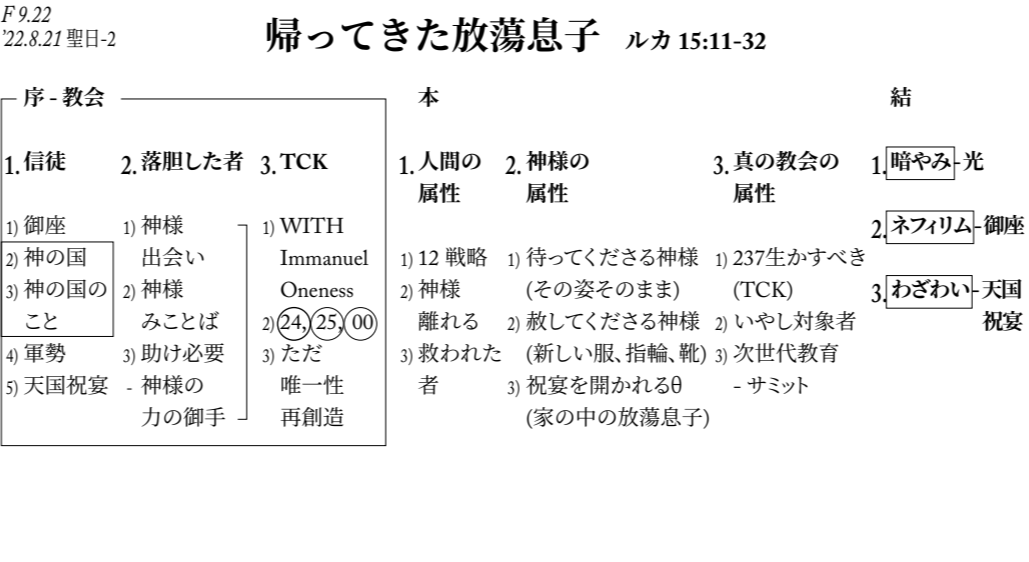 F 9.22
'22.8.21 聖日-2
帰ってきた放蕩息子 ルカ 15:11-32
序 - 教会
1. 信徒
1) 御座
2) 神の国
3) 神の国の
こと
4) 軍勢
5) 天国祝宴
2. 落胆した者
1) 神様
出会い
2) 神様
みことば
3) 助け必要
- 神様の
力の御手
3. TCK
1) WITH
Immanuel
Oneness
2) 24, 25, 00
3) ただ
唯一性
再創造
本
1. 人間の
属性
1) 12 戦略
2) 神様
離れる
3) 救われた
者
2. 神様の
属性
1) 待ってくださる神様
(その姿そのまま)
2) 赦してくださる神様
(新しい服、指輪、靴)
3) 祝宴を開かれるθ
(家の中の放蕩息子)
3. 真の教会の
属性
1) 237生かすべき
(TCK)
2) いやし対象者
3) 次世代教育
- サミット
結
1. 暗やみ-光
2. ネフィリム-御座
3. わざわい-天国
祝宴